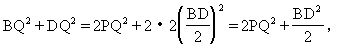 BQ² + DQ² = 2PQ² + 2・2(BD/2)² = 2PQ² + BD²/2 ,